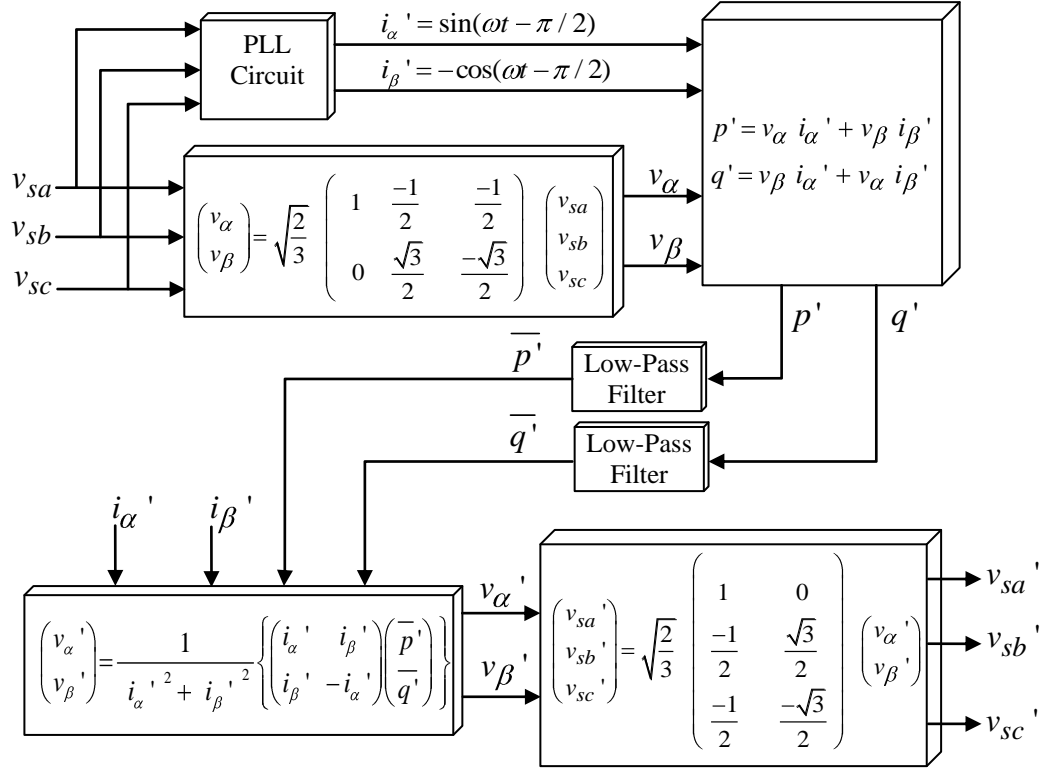 PLL
Circuit
i_α' = sin(ωt − π / 2)
i_β' = −cos(ωt − π / 2)
p' = v_α i_α' + v_β i_β'
q' = v_β i_α' + v_α i_β'
v_sa
v_sb
v_sc
(v_α v_β) = √(2/3) (1 -1/2 -1/2 0 √3/2 -√3/2) (v_sa v_sb v_sc)
v_α
v_β
p'
q'
p̅'
Low-Pass
Filter
q̅'
Low-Pass
Filter
i_α'
i_β'
(v_α' v_β') = 1/(i_α'² + i_β'²) {(i_α' i_β' i_β' −i_α') (p̅' q̅')}
v_α'
v_β'
(v_sa' v_sb' v_sc') = √(2/3) (1 0 -1/2 √3/2 -1/2 -√3/2) (v_α' v_β')
v_sa'
v_sb'
v_sc'